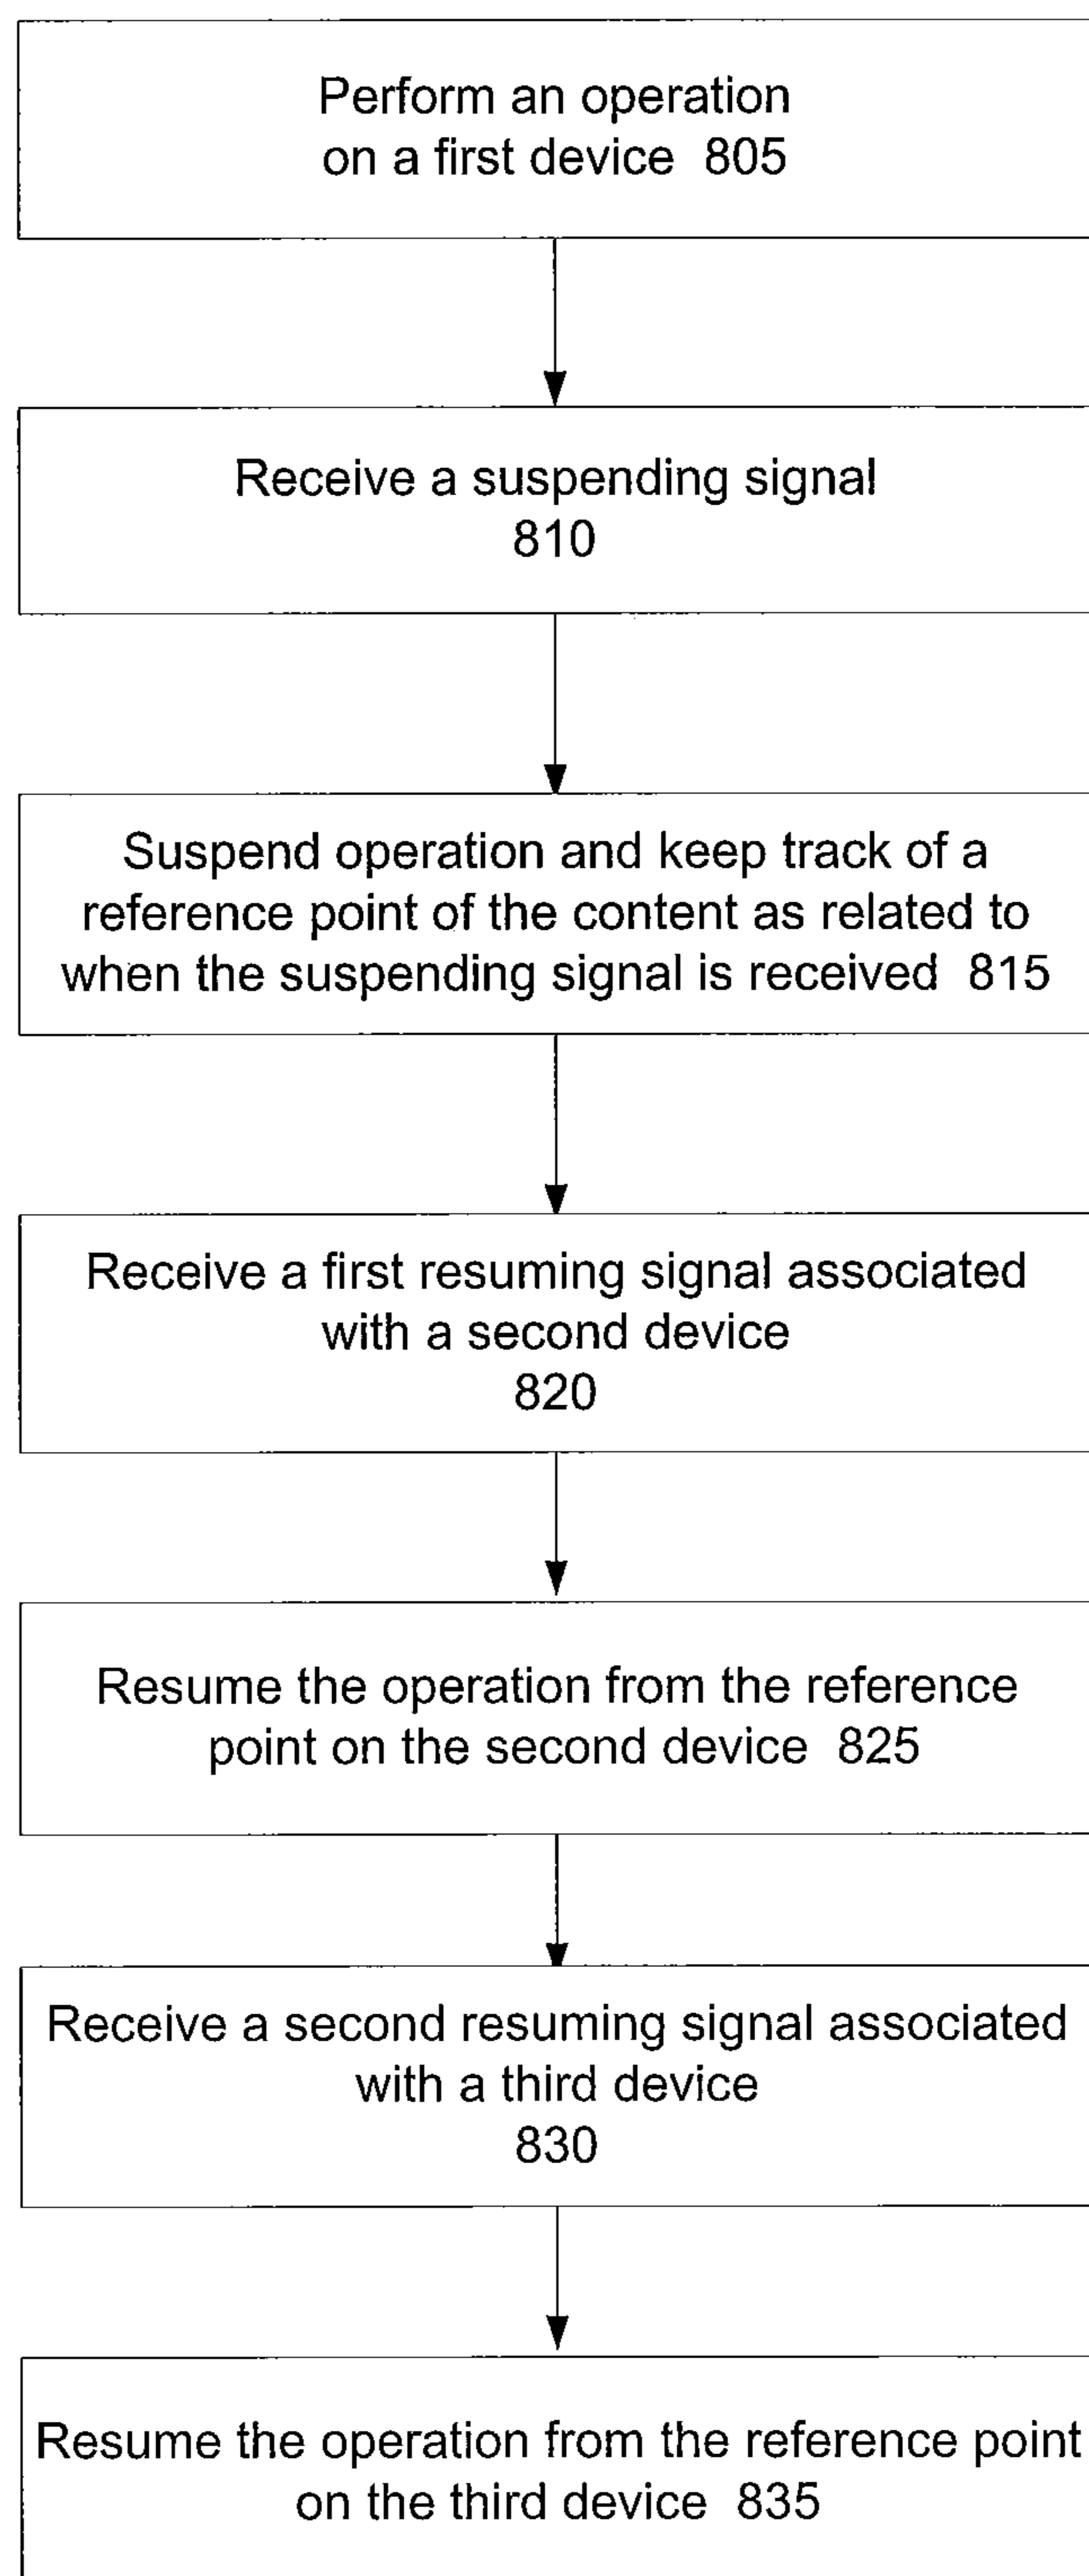 Perform an operation
on a first device 805
Receive a suspending signal
810
Suspend operation and keep track of a
reference point of the content as related to
when the suspending signal is received 815
Receive a first resuming signal associated
with a second device
820
Resume the operation from the reference
point on the second device 825
Receive a second resuming signal associated
with a third device
830
Resume the operation from the reference point
on the third device 835